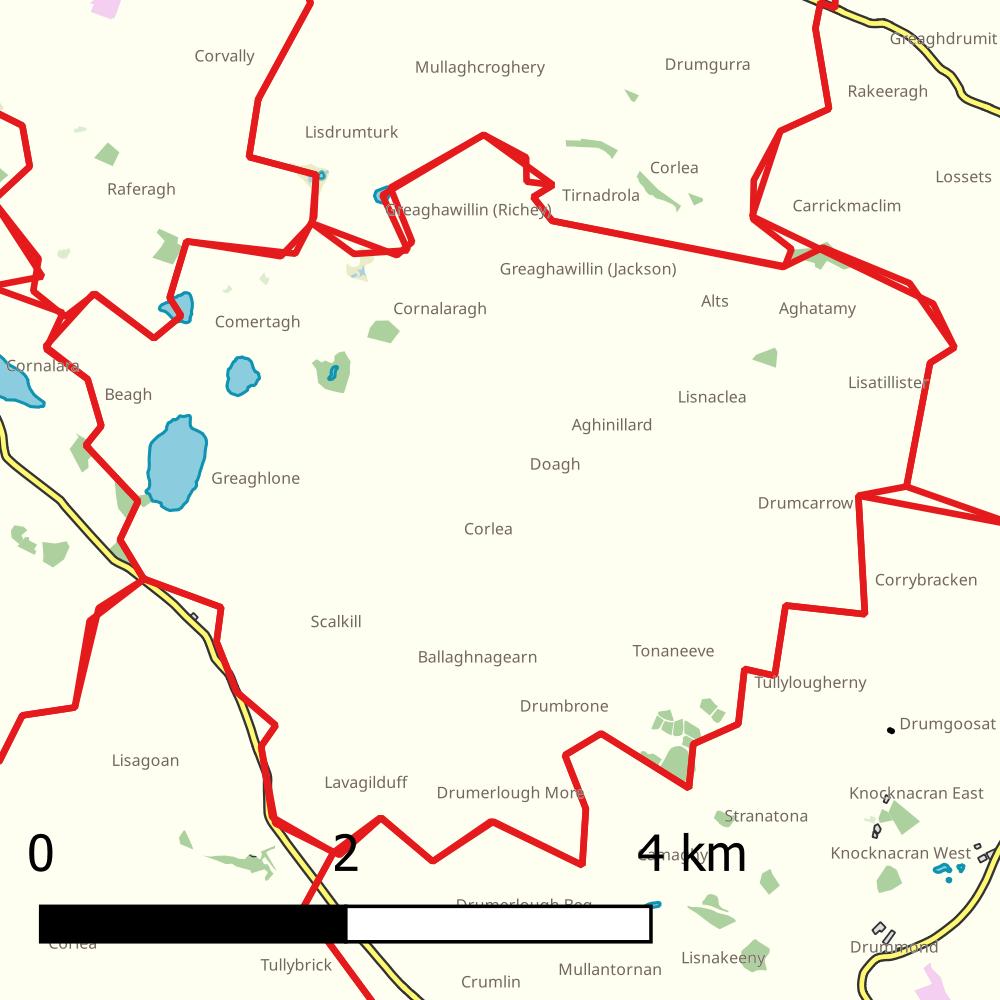 Greaghdrumit
Corvally
Drumgurra
Mullaghcroghery
Rakeeragh
Lisdrumturk
Corlea
Lossets
Raferagh
Tirnadrola
Carrickmaclim
Greaghawillin (Richey)
Greaghawillin (Jackson)
Alts
Cornalaragh
Aghatamy
Comertagh
Cornalara
Lisatillister
Beagh
Lisnaclea
Aghinillard
Doagh
Greaghlone
Drumcarrow
Corlea
Corrybracken
Scalkill
Tonaneeve
Ballaghnagearn
Tullylougherny
Drumbrone
Drumgoosat
Lisagoan
Lavagilduff
Drumerlough More
Knocknacran East
Stranatona
0 2 4 km
Camaghy
Knocknacran West
Drumerlough Beg
Corlea
Drummond
Lisnakeeny
Tullybrick
Mullantornan
Crumlin